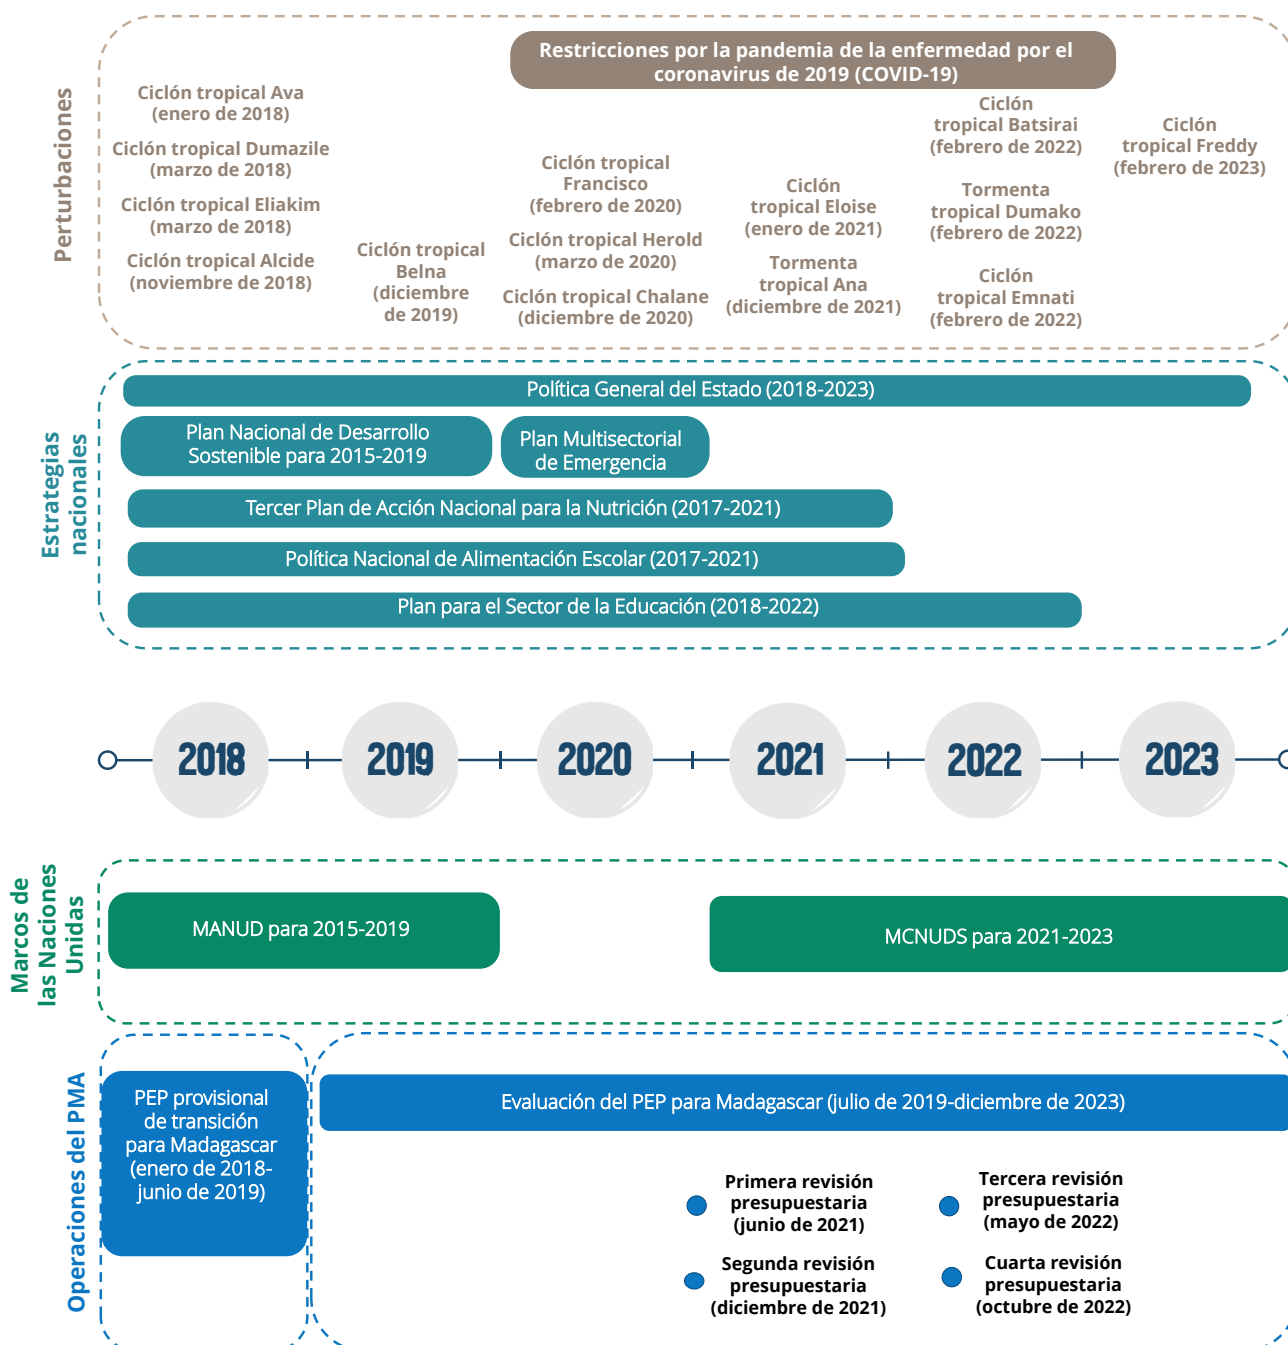 Perturbaciones
Restricciones por la pandemia de la enfermedad por el
coronavirus de 2019 (COVID-19)
Ciclón tropical Ava
(enero de 2018)
Ciclón tropical Dumazile
(marzo de 2018)
Ciclón tropical Eliakim
(marzo de 2018)
Ciclón tropical Alcide
(noviembre de 2018)
Ciclón tropical
Belna
(diciembre
de 2019)
Ciclón tropical
Francisco
(febrero de 2020)
Ciclón tropical Herold
(marzo de 2020)
Ciclón tropical Chalane
(diciembre de 2020)
Ciclón
tropical Eloise
(enero de 2021)
Tormenta
tropical Ana
(diciembre de 2021)
Ciclón
tropical Batsirai
(febrero de 2022)
Tormenta
tropical Dumako
(febrero de 2022)
Ciclón
tropical Emnati
(febrero de 2022)
Ciclón
tropical Freddy
(febrero de 2023)
Estrategias
nacionales
Política General del Estado (2018-2023)
Plan Nacional de Desarrollo
Sostenible para 2015-2019
Plan Multisectorial
de Emergencia
Tercer Plan de Acción Nacional para la Nutrición (2017-2021)
Política Nacional de Alimentación Escolar (2017-2021)
Plan para el Sector de la Educación (2018-2022)
2018
2019
2020
2021
2022
2023
Marcos de
las Naciones
Unidas
MANUD para 2015-2019
MCNUDS para 2021-2023
Operaciones del PMA
PEP provisional
de transición
para Madagascar
(enero de 2018-
junio de 2019)
Evaluación del PEP para Madagascar (julio de 2019-diciembre de 2023)
Primera revisión
presupuestaria
(junio de 2021)
Segunda revisión
presupuestaria
(diciembre de 2021)
Tercera revisión
presupuestaria
(mayo de 2022)
Cuarta revisión
presupuestaria
(octubre de 2022)